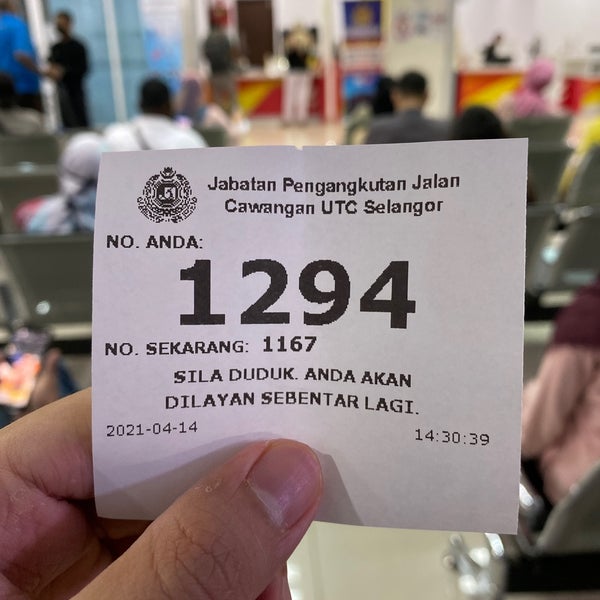 Jabatan Pengangkutan Jalan
Cawangan UTC Selangor
NO. ANDA:
1294
NO. SEKARANG: 1167
SILA DUDUK. ANDA AKAN
DILAYAN SEBENTAR LAGI.
2021-04-14 14:30:39